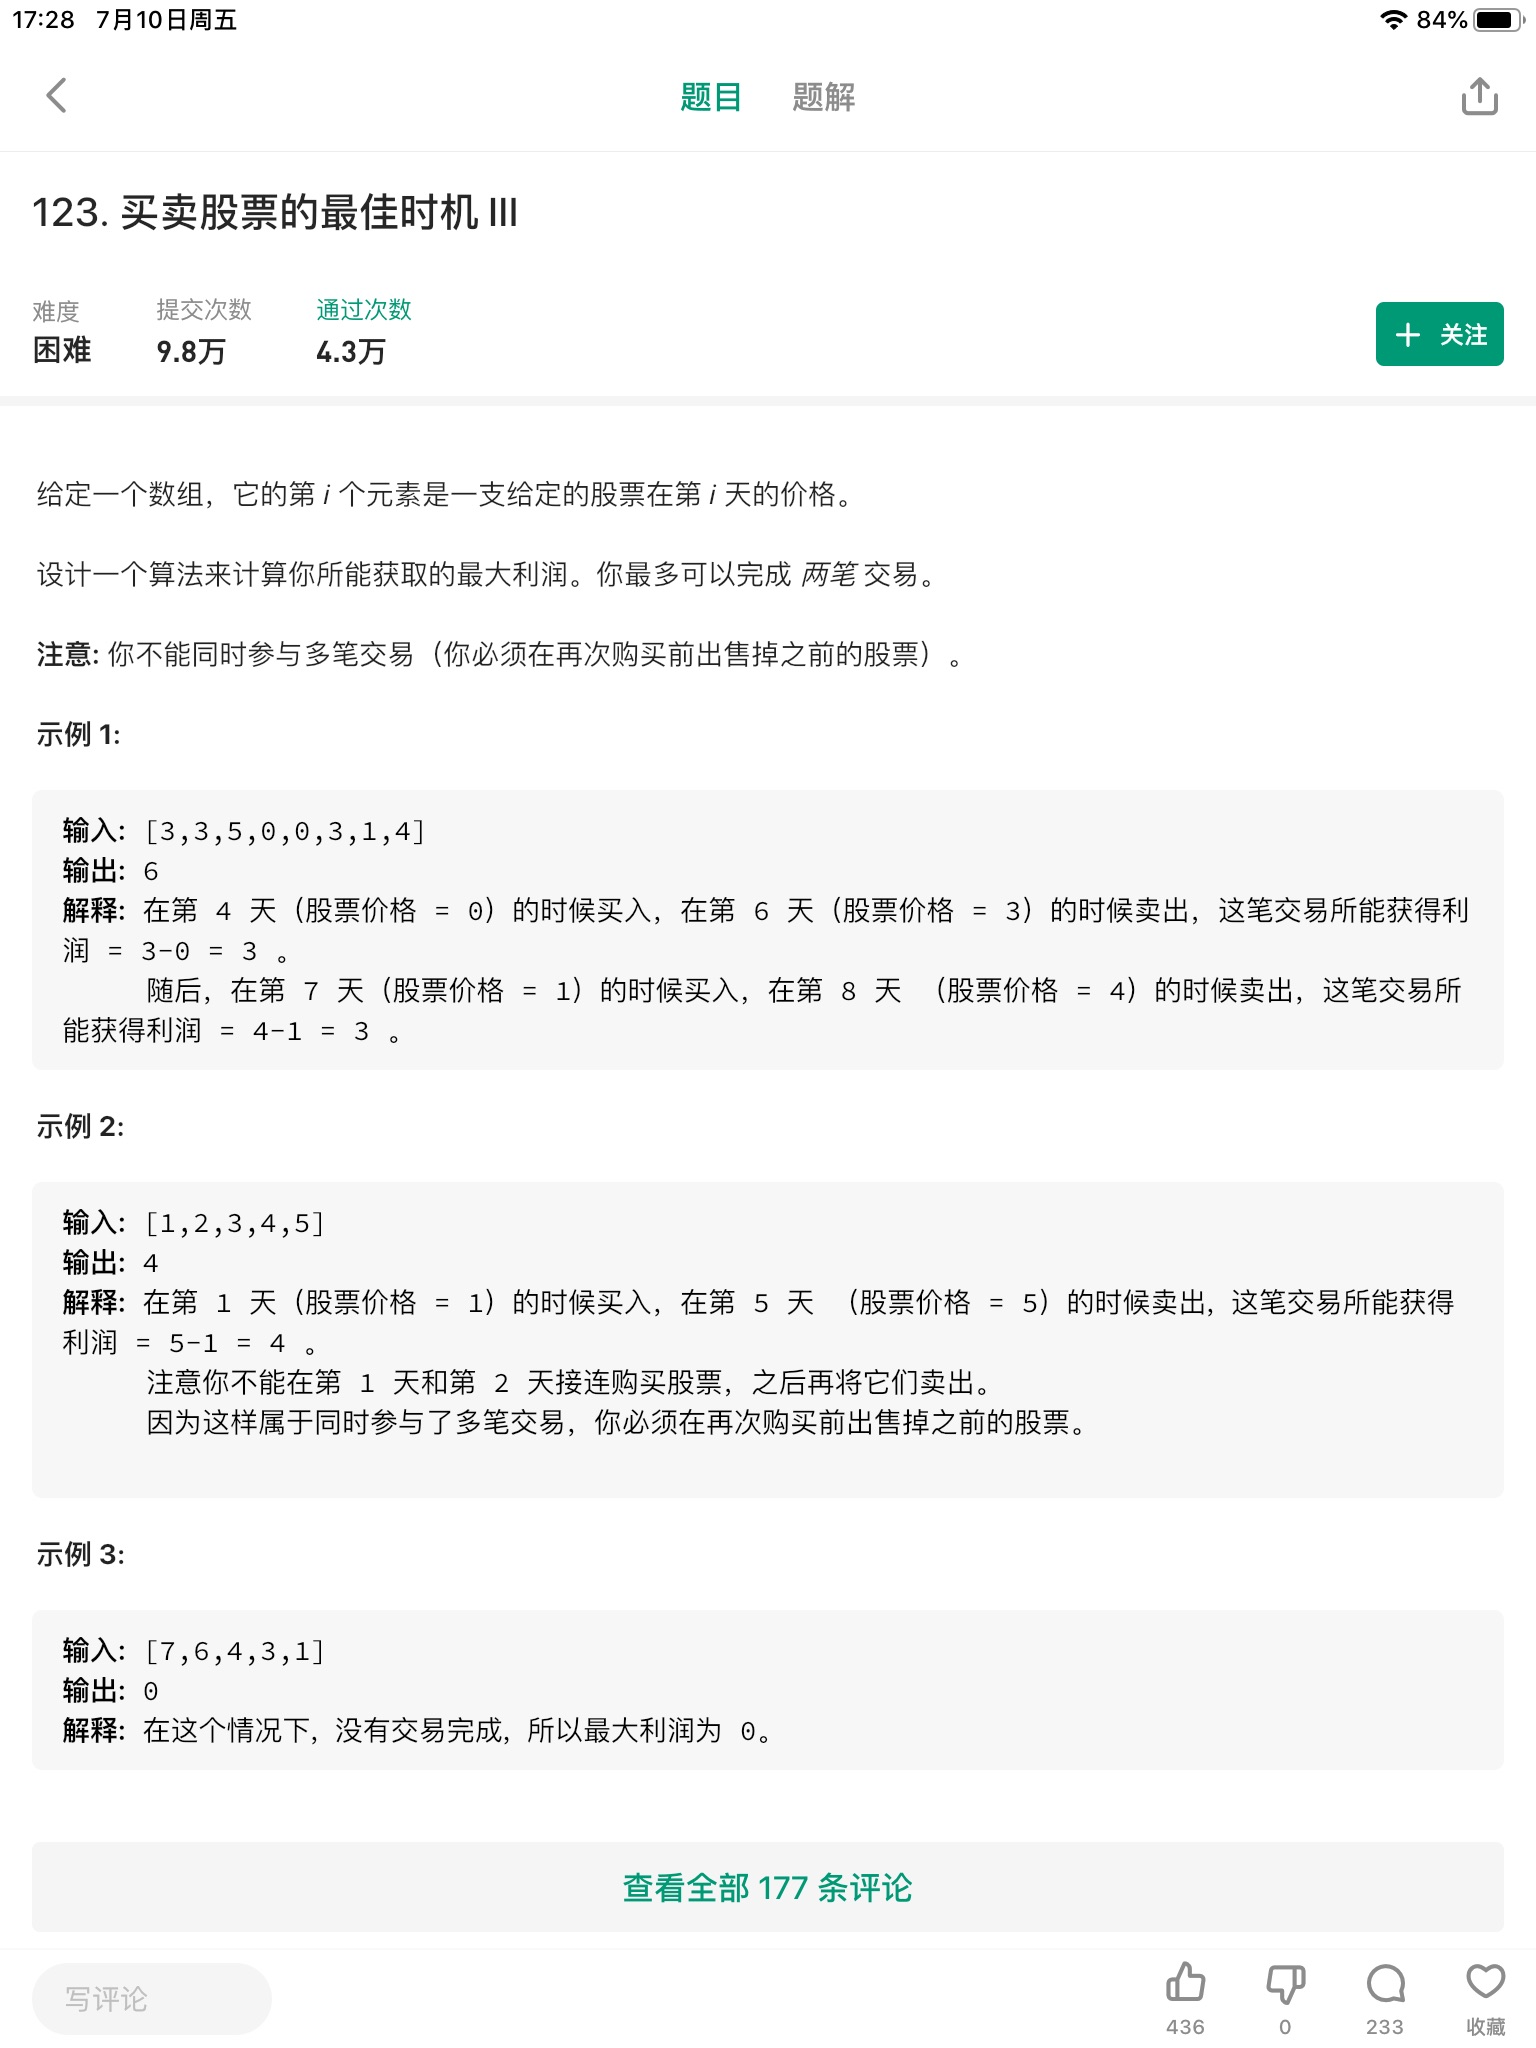 17:28 7月10日周五 84%
题目 题解
123. 买卖股票的最佳时机 III
难度 提交次数 通过次数
困难 9.8万 4.3万
关注
给定一个数组，它的第 i 个元素是一支给定的股票在第 i 天的价格。
设计一个算法来计算你所能获取的最大利润。你最多可以完成 两笔 交易。
注意: 你不能同时参与多笔交易（你必须在再次购买前出售掉之前的股票）。
示例 1:
输入: [3,3,5,0,0,3,1,4]
输出: 6
解释: 在第 4 天（股票价格 = 0）的时候买入，在第 6 天（股票价格 = 3）的时候卖出，这笔交易所能获得利
润 = 3-0 = 3 。
随后，在第 7 天（股票价格 = 1）的时候买入，在第 8 天 （股票价格 = 4）的时候卖出，这笔交易所
能获得利润 = 4-1 = 3 。
示例 2:
输入: [1,2,3,4,5]
输出: 4
解释: 在第 1 天（股票价格 = 1）的时候买入，在第 5 天 （股票价格 = 5）的时候卖出，这笔交易所能获得
利润 = 5-1 = 4 。
注意你不能在第 1 天和第 2 天接连购买股票，之后再将它们卖出。
因为这样属于同时参与了多笔交易，你必须在再次购买前出售掉之前的股票。
示例 3:
输入: [7,6,4,3,1]
输出: 0
解释: 在这个情况下，没有交易完成，所以最大利润为 0。
查看全部 177 条评论
写评论
436 0 233 收藏